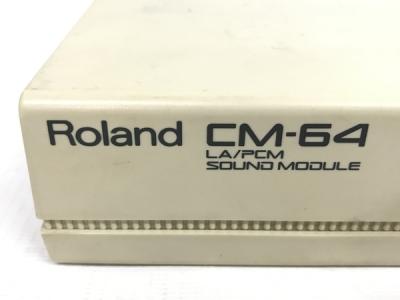 Roland CM-64
LA/PCM
SOUND MODULE